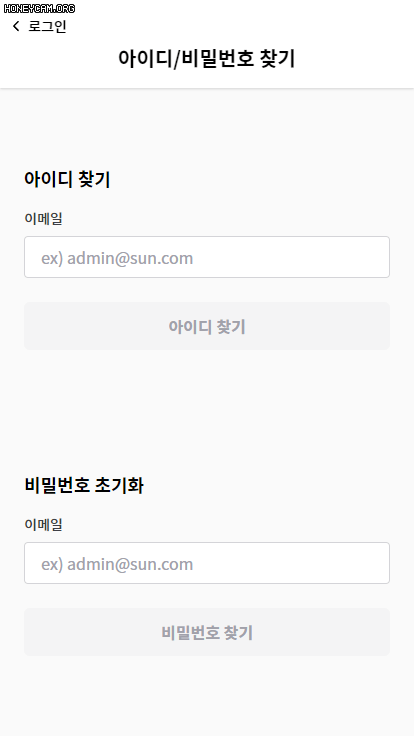 HONEYCAM.ORG
로그인
아이디/비밀번호 찾기
아이디 찾기
이메일
ex) admin@sun.com
아이디 찾기
비밀번호 초기화
이메일
ex) admin@sun.com
비밀번호 찾기